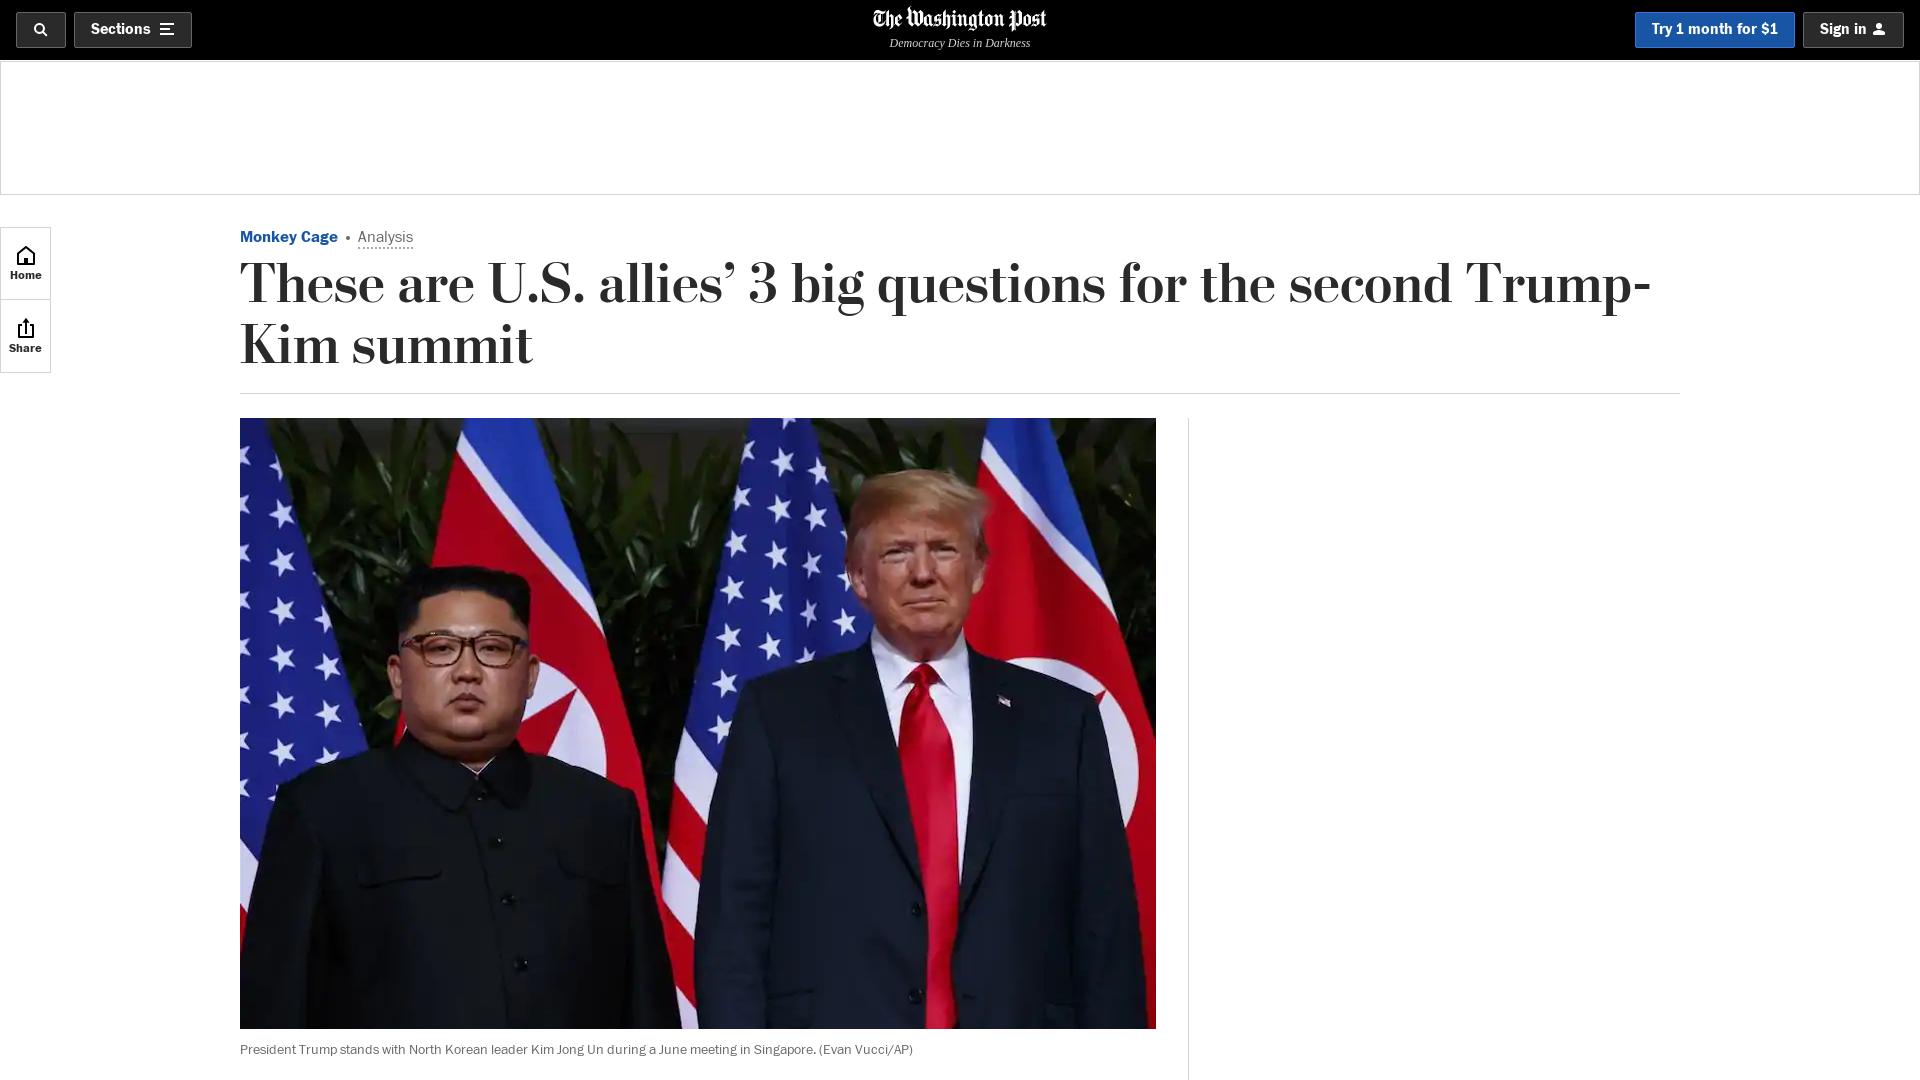 Sections
The Washington Post
Democracy Dies in Darkness
Try 1 month for $1
Sign in
Home
Share
Monkey Cage • Analysis
These are U.S. allies’ 3 big questions for the second Trump-
Kim summit
President Trump stands with North Korean leader Kim Jong Un during a June meeting in Singapore. (Evan Vucci/AP)